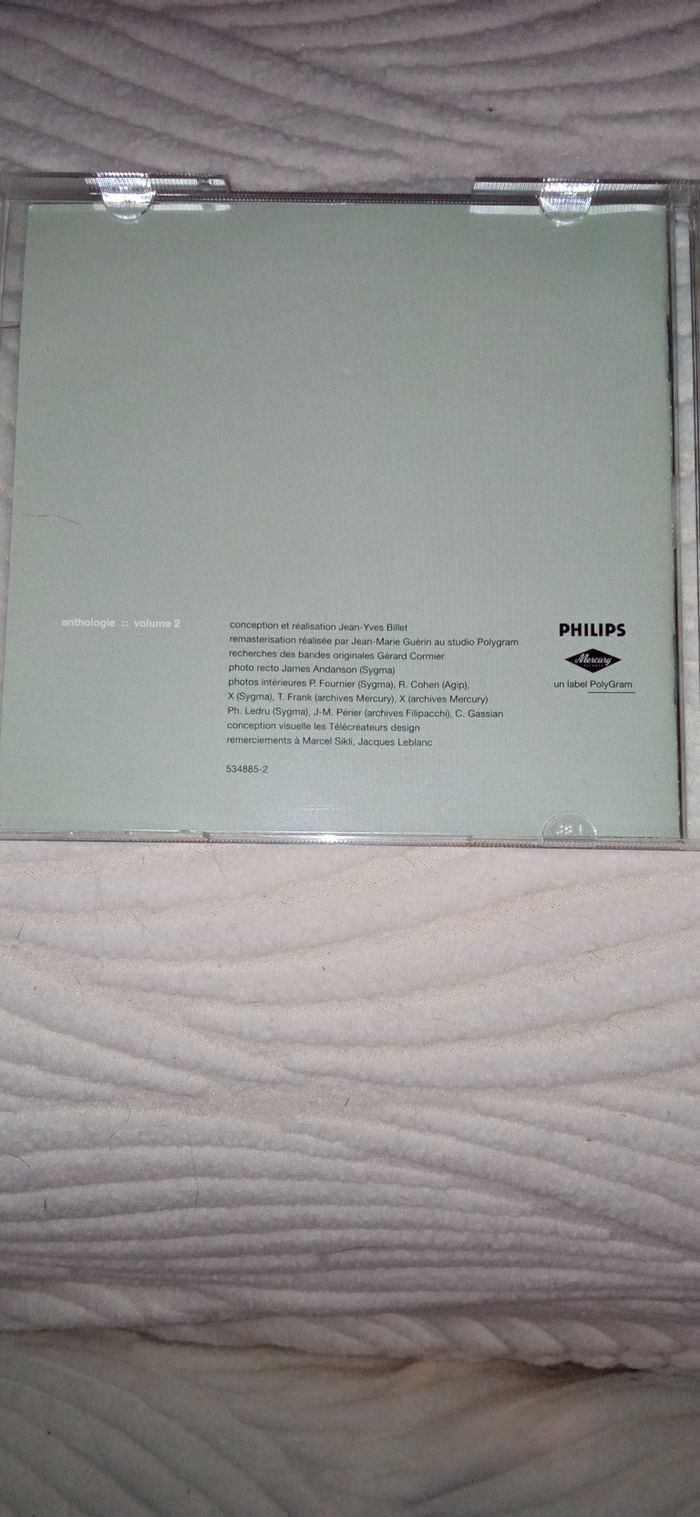 anthologie :: volume 2
conception et réalisation Jean-Yves Billet
remasterisation réalisée par Jean-Marie Guérin au studio Polygram
recherches des bandes originales Gérard Cormier
photo recto James Andanson (Sygma)
photos intérieures P. Fournier (Sygma), R. Cohen (Agip),
X (Sygma), T. Frank (archives Mercury), X (archives Mercury)
Ph. Ledru (Sygma), J-M. Périer (archives Filipacchi), C. Gassian
conception visuelle les Télécréateurs design
remerciements à Marcel Sikli, Jacques Leblanc
534885-2
PHILIPS
Mercury
un label PolyGram